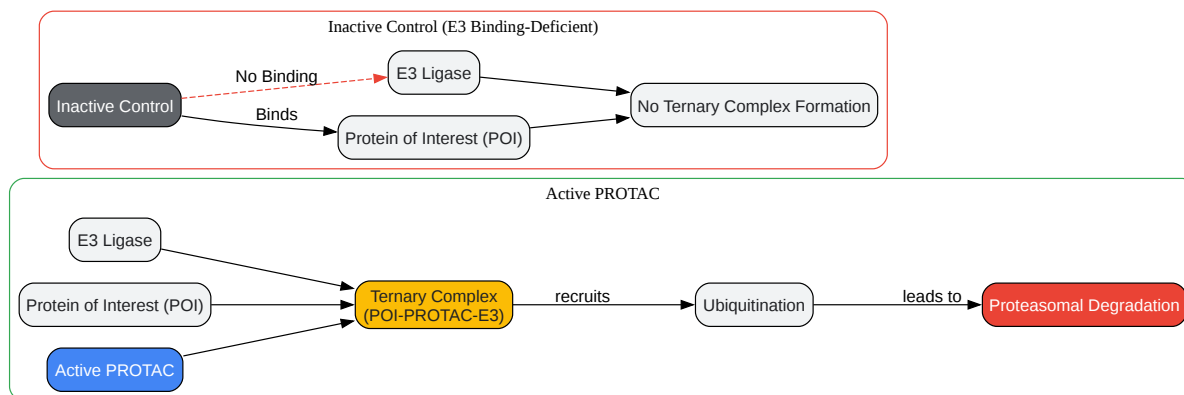 Inactive Control (E3 Binding-Deficient)
No Binding
E3 Ligase
Inactive Control
No Ternary Complex Formation
Binds
Protein of Interest (POI)
Active PROTAC
E3 Ligase
Protein of Interest (POI)
Ternary Complex
(POI-PROTAC-E3)
recruits
Ubiquitination
leads to
Proteasomal Degradation
Active PROTAC